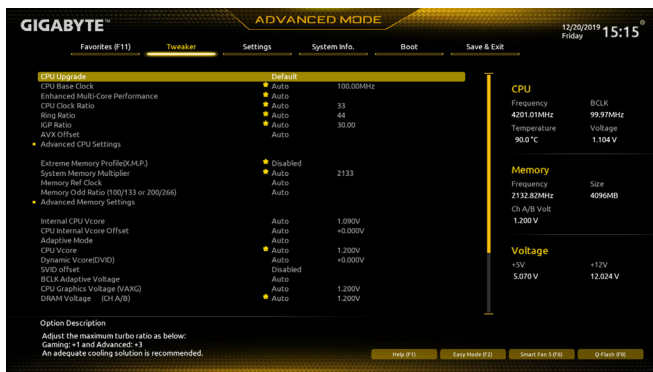 GIGABYTE™
ADVANCED MODE
12/20/2019
Friday
15:15
Favorites (F11) Tweaker Settings System Info. Boot Save & Exit
CPU Upgrade Default
CPU Base Clock Auto 100.00MHz
Enhanced Multi-Core Performance Auto
CPU Clock Ratio Auto 33
Ring Ratio Auto 44
IGP Ratio Auto 30.00
AVX Offset Auto
Advanced CPU Settings
Extreme Memory Profile(X.M.P.) Disabled
System Memory Multiplier Auto 2133
Memory Ref Clock Auto
Memory Odd Ratio (100/133 or 200/266) Auto
Advanced Memory Settings
Internal CPU Vcore Auto 1.090V
CPU Internal Vcore Offset Auto +0.000V
Adaptive Mode Auto
CPU Vcore Auto 1.200V
Dynamic Vcore(DVID) Auto +0.000V
SVID offset Disabled
BCLK Adaptive Voltage Auto
CPU Graphics Voltage (VAXG) Auto 1.200V
DRAM Voltage (CH A/B) Auto 1.200V
CPU
Frequency BCLK
4201.01MHz 99.97MHz
Temperature Voltage
90.0 °C 1.104 V
Memory
Frequency Size
2132.82MHz 4096MB
Ch A/B Volt
1.200 V
Voltage
+5V +12V
5.070 V 12.024 V
Option Description
Adjust the maximum turbo ratio as below:
Gaming: +1 and Advanced: +3
An adequate cooling solution is recommended.
Help (F1) Easy Mode (F2) Smart Fan 5 (F6) Q-Flash (F8)